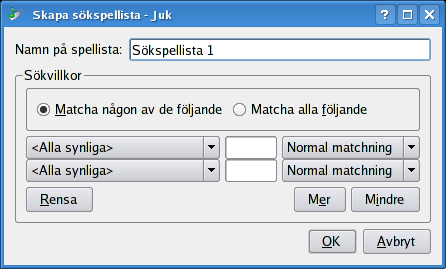 Skapa sökspellista - Juk
Namn på spellista: Sökspellista 1
Sökvillkor
Matcha någon av de följande Matcha alla följande
<Alla synliga> Normal matchning
<Alla synliga> Normal matchning
Rensa Mer Mindre
OK Avbryt